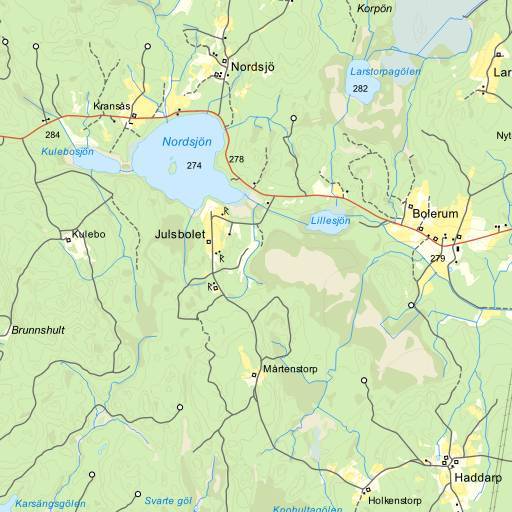 Korpön
Nordsjö
Larstorpagölen
Lar
282
Kransås
284
Nordsjön
Nyt
Kulebosjön
274
278
Lillesjön
Bolerum
Kulebo
Julsbolet
279
Brunnshult
Mårtenstorp
Haddarp
Karsängsgölen
Svarte göl
Holkenstorp
Knohultagölen